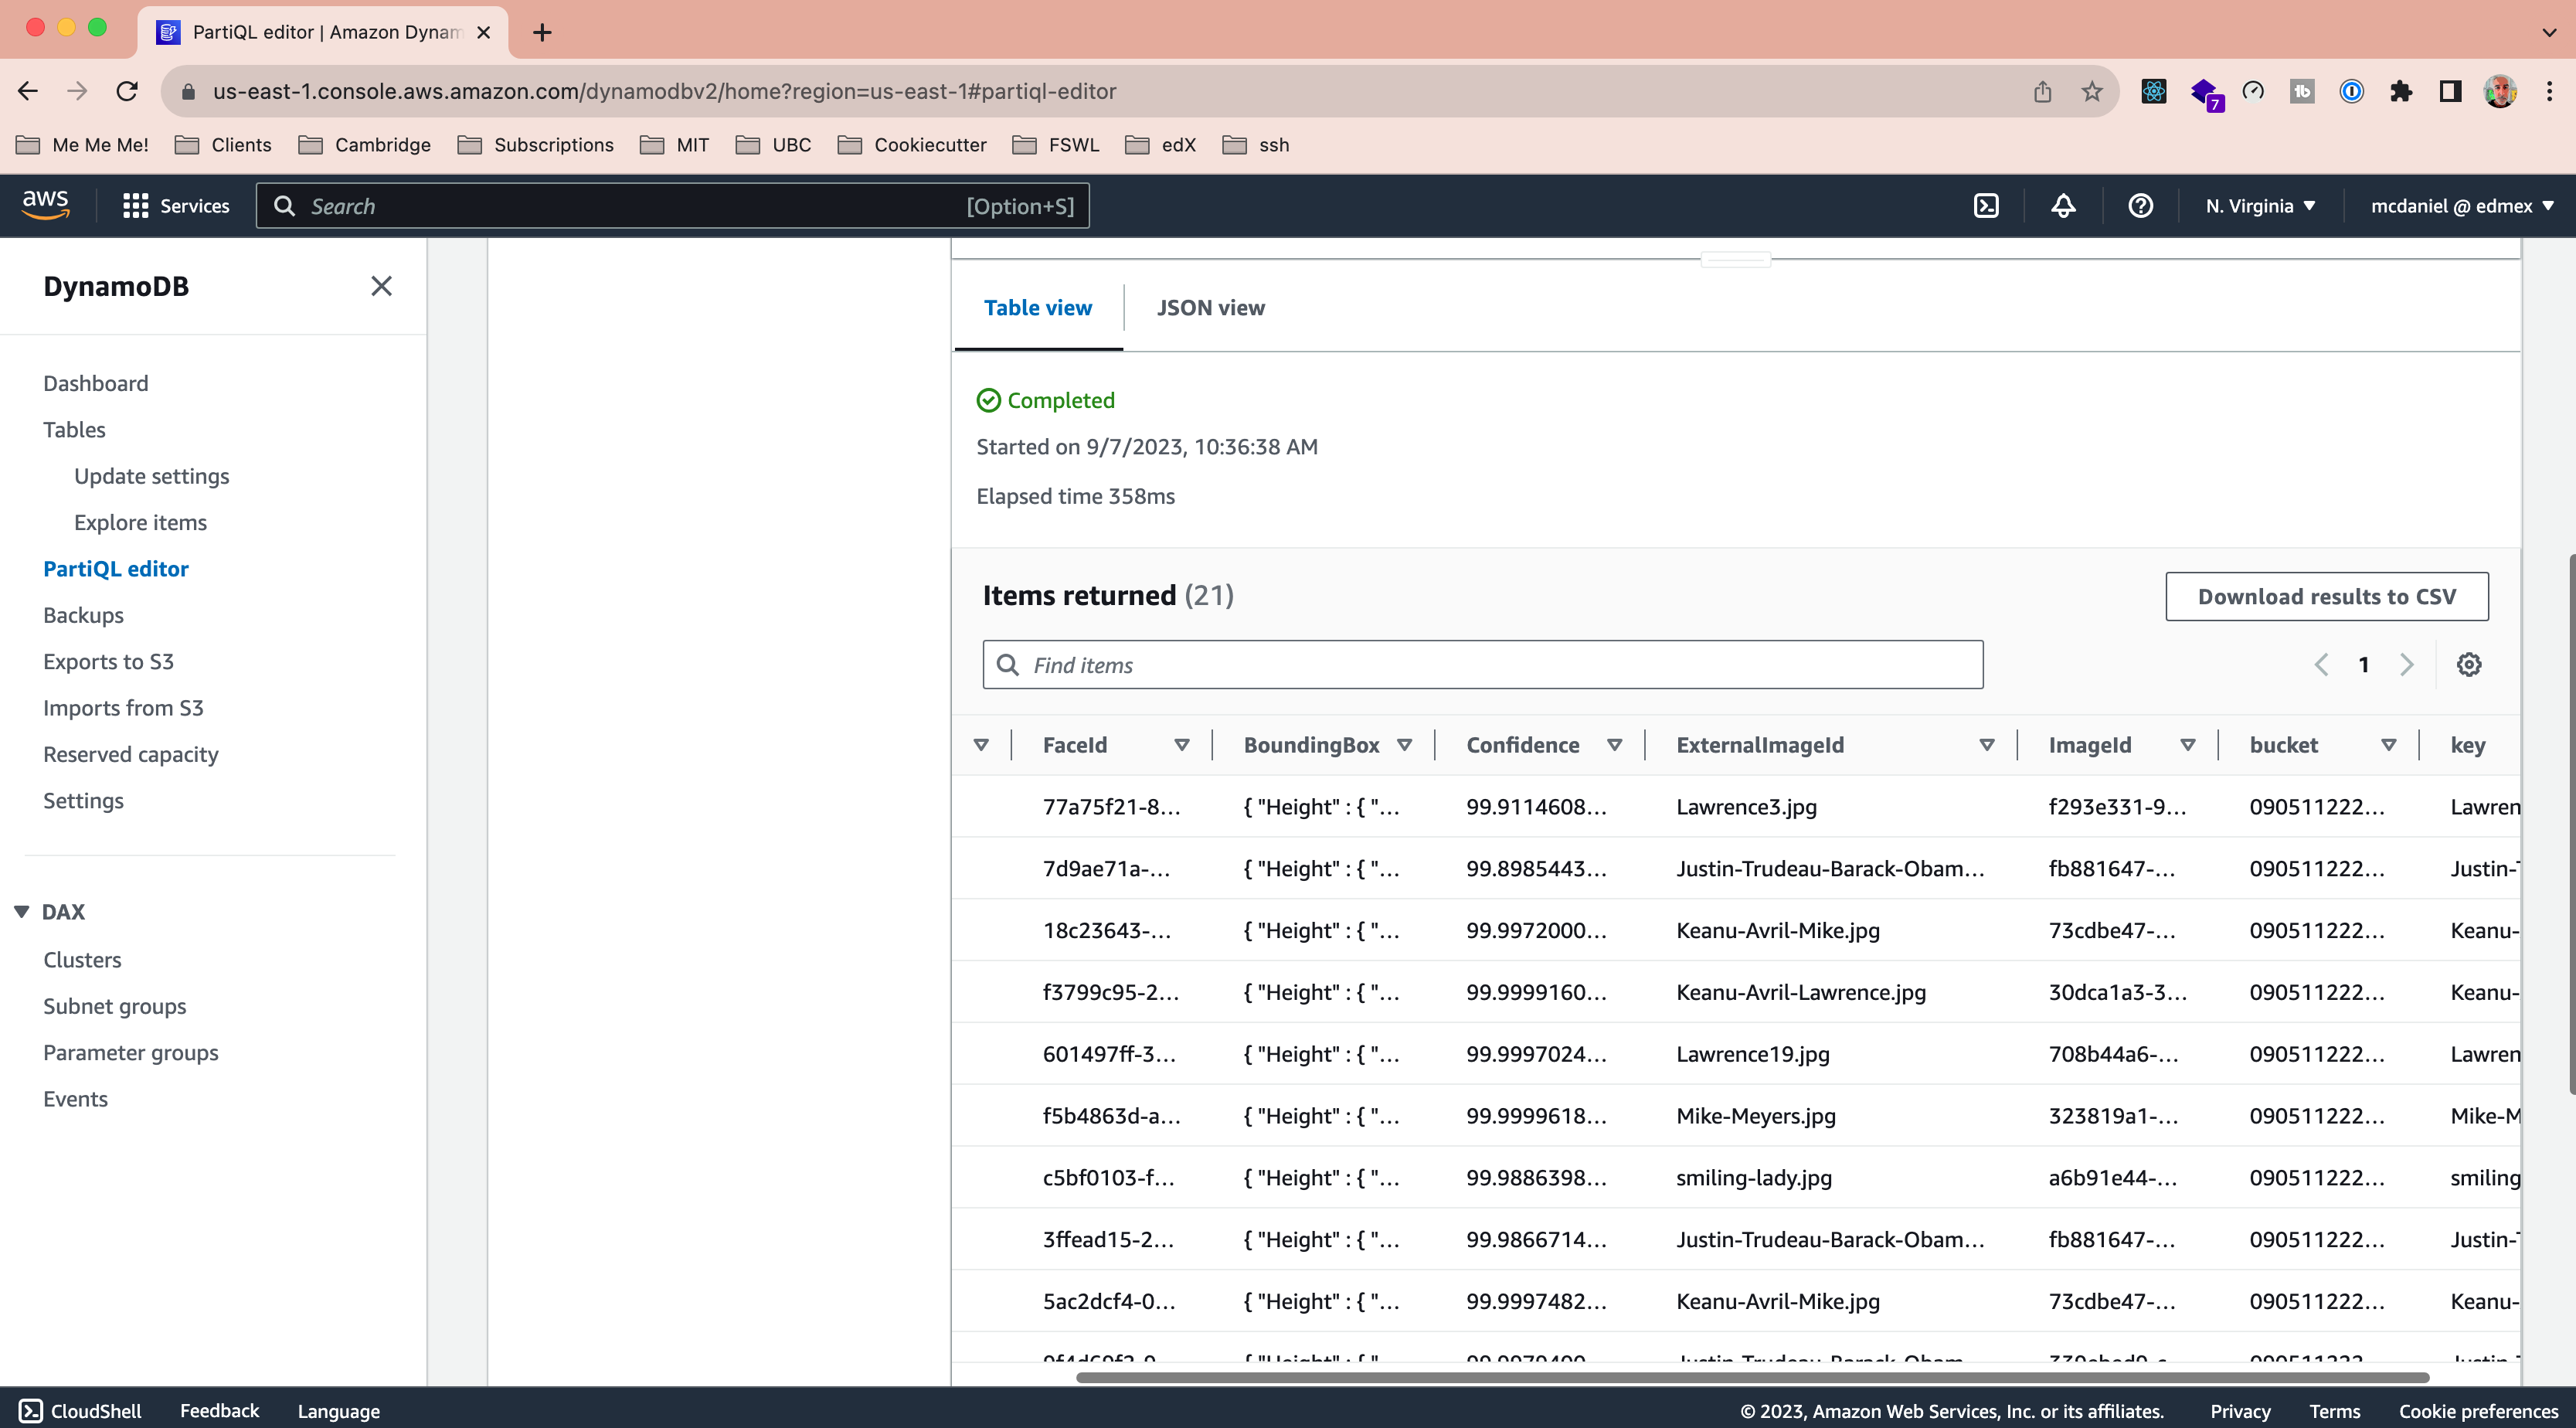 PartiQL editor | Amazon Dynam
us-east-1.console.aws.amazon.com/dynamodbv2/home?region=us-east-1#partiql-editor
7
Me Me Me! Clients Cambridge Subscriptions MIT UBC Cookiecutter FSWL edX ssh
aws Services Search [Option+S] N. Virginia mcdaniel @ edmex
DynamoDB
Dashboard
Tables
Update settings
Explore items
PartiQL editor
Backups
Exports to S3
Imports from S3
Reserved capacity
Settings
DAX
Clusters
Subnet groups
Parameter groups
Events
Table view JSON view
Completed
Started on 9/7/2023, 10:36:38 AM
Elapsed time 358ms
Items returned (21) Download results to CSV
Find items 1
FaceId BoundingBox Confidence ExternalImageId ImageId bucket key
77a75f21-8... { "Height" : { "... 99.9114608... Lawrence3.jpg f293e331-9... 090511222... Lawren
7d9ae71a-... { "Height" : { "... 99.8985443... Justin-Trudeau-Barack-Obam... fb881647-... 090511222... Justin-
18c23643-... { "Height" : { "... 99.9972000... Keanu-Avril-Mike.jpg 73cdbe47-... 090511222... Keanu-
f3799c95-2... { "Height" : { "... 99.9999160... Keanu-Avril-Lawrence.jpg 30dca1a3-3... 090511222... Keanu-
601497ff-3... { "Height" : { "... 99.9997024... Lawrence19.jpg 708b44a6-... 090511222... Lawren
f5b4863d-a... { "Height" : { "... 99.9999618... Mike-Meyers.jpg 323819a1-... 090511222... Mike-M
c5bf0103-f... { "Height" : { "... 99.9886398... smiling-lady.jpg a6b91e44-... 090511222... smiling
3ffead15-2... { "Height" : { "... 99.9866714... Justin-Trudeau-Barack-Obam... fb881647-... 090511222... Justin-
5ac2dcf4-0... { "Height" : { "... 99.9997482... Keanu-Avril-Mike.jpg 73cdbe47-... 090511222... Keanu-
CloudShell Feedback Language © 2023, Amazon Web Services, Inc. or its affiliates. Privacy Terms Cookie preferences